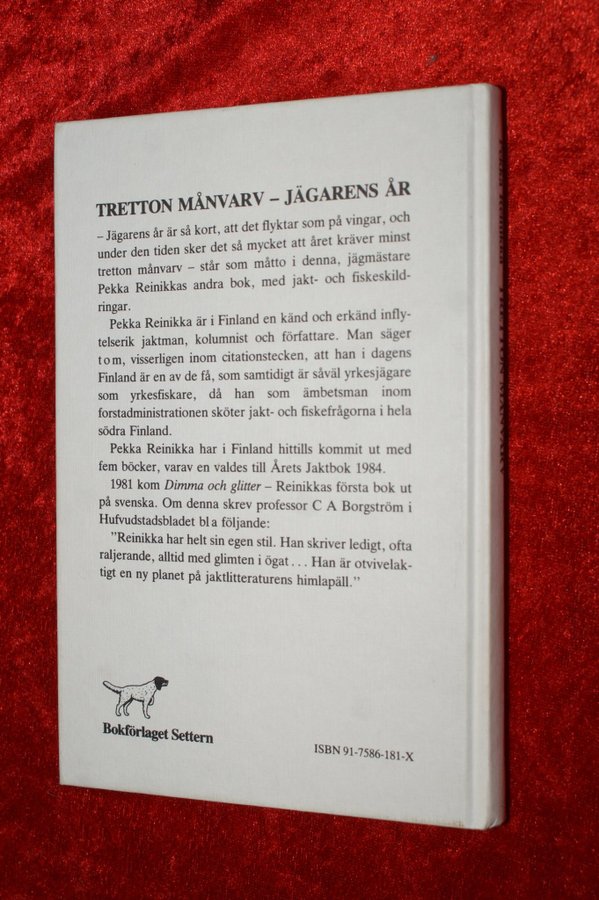 TRETTON MÅNVARV – JÄGARENS ÅR
– Jägarens år är så kort, att det flyktar som på vingar, och
under den tiden sker det så mycket att året kräver minst
tretton månvarv – står som måtto i denna, jägmästare
Pekka Reinikkas andra bok, med jakt- och fiskeskild-
ringar.
Pekka Reinikka är i Finland en känd och erkänd infly-
telserik jaktman, kolumnist och författare. Man säger
tom, visserligen inom citationstecken, att han i dagens
Finland är en av de få, som samtidigt är såväl yrkesjägare
som yrkesfiskare, då han som ämbetsman inom
forstadministrationen sköter jakt- och fiskefrågorna i hela
södra Finland.
Pekka Reinikka har i Finland hittills kommit ut med
fem böcker, varav en valdes till Årets Jaktbok 1984.
1981 kom Dimma och glitter – Reinikkas första bok ut
på svenska. Om denna skrev professor C A Borgström i
Hufvudstadsbladet bl a följande:
"Reinikka har helt sin egen stil. Han skriver ledigt, ofta
raljerande, alltid med glimten i ögat . . . Han är otvivelak-
tigt en ny planet på jaktlitteraturens himlapäll."
Bokförlaget Settern
ISBN 91-7586-181-X
Pekka Reinikka TRETTON MÅNVARV